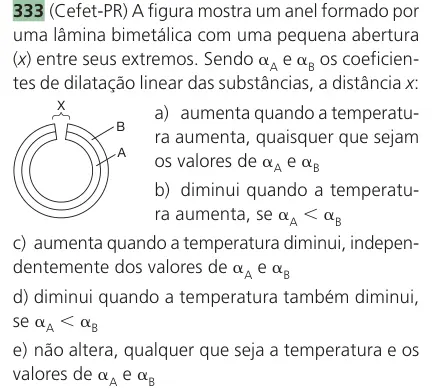 333 (Cefet-PR) A figura mostra um anel formado por
uma lâmina bimetálica com uma pequena abertura
(x) entre seus extremos. Sendo α_A e α_B os coeficien-
tes de dilatação linear das substâncias, a distância x:
X
B
A
a) aumenta quando a temperatu-
ra aumenta, quaisquer que sejam
os valores de α_A e α_B
b) diminui quando a temperatu-
ra aumenta, se α_A < α_B
c) aumenta quando a temperatura diminui, indepen-
dentemente dos valores de α_A e α_B
d) diminui quando a temperatura também diminui,
se α_A < α_B
e) não altera, qualquer que seja a temperatura e os
valores de α_A e α_B